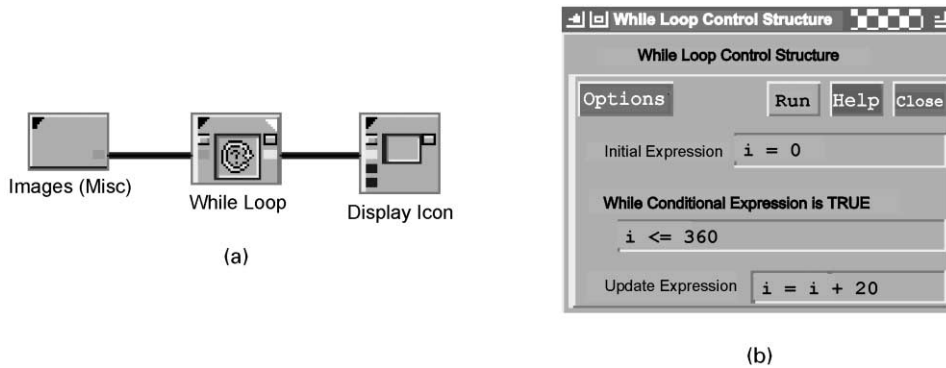 Images (Misc)
While Loop
Display Icon
(a)
While Loop Control Structure
While Loop Control Structure
Options
Run
Help
Close
Initial Expression
i = 0
While Conditional Expression is TRUE
i <= 360
Update Expression
i = i + 20
(b)